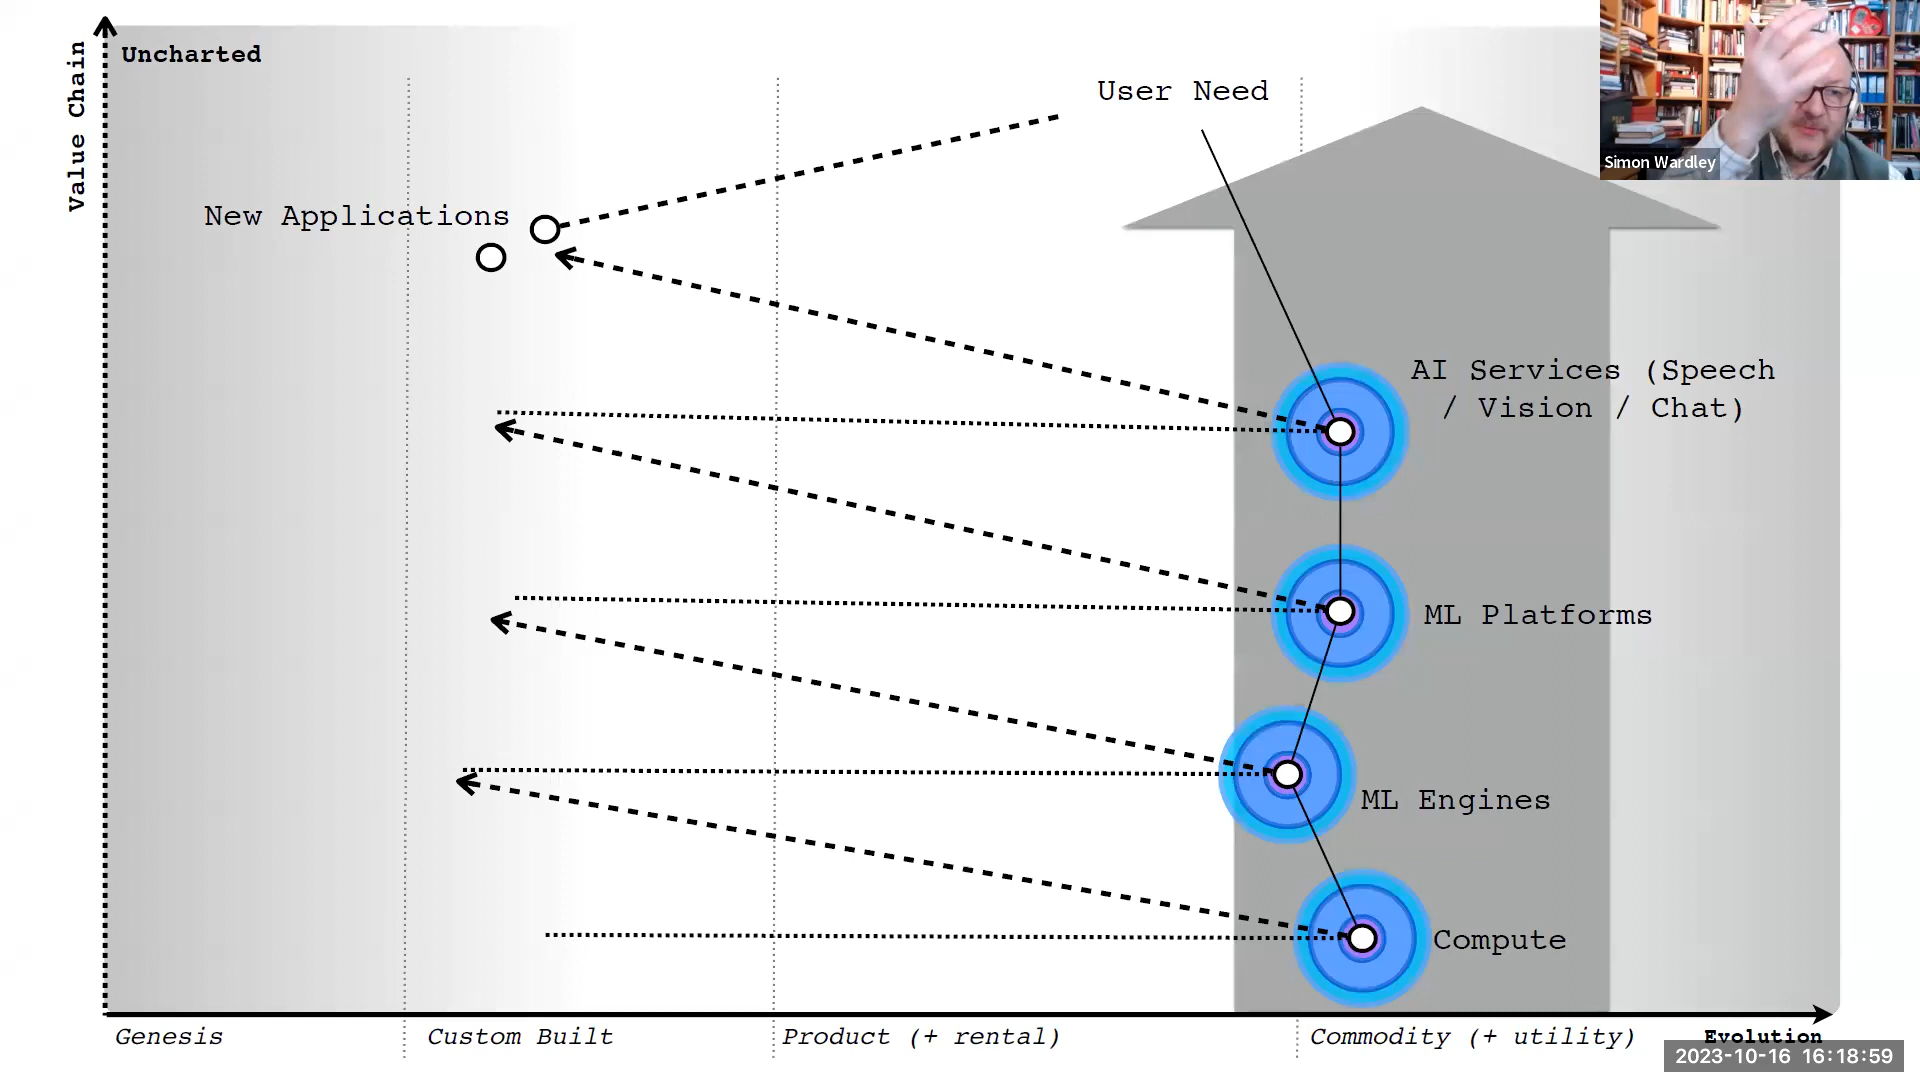 Value Chain
Uncharted
User Need
New Applications
Simon Wardley
AI Services (Speech
/ Vision / Chat)
ML Platforms
ML Engines
Compute
Genesis
Custom Built
Product (+ rental)
Commodity (+ utility)
Evolution
2023-10-16 16:18:59